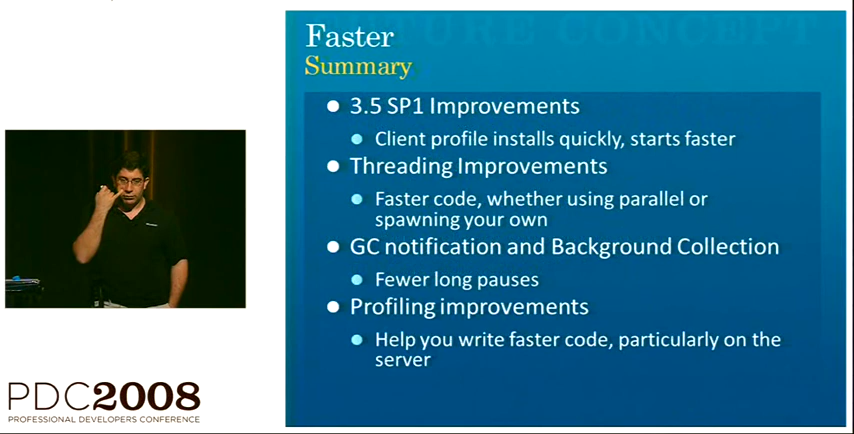 Faster
Summary
3.5 SP1 Improvements
Client profile installs quickly, starts faster
Threading Improvements
Faster code, whether using parallel or
spawning your own
GC notification and Background Collection
Fewer long pauses
Profiling improvements
Help you write faster code, particularly on the
server
PDC2008
PROFESSIONAL DEVELOPERS CONFERENCE